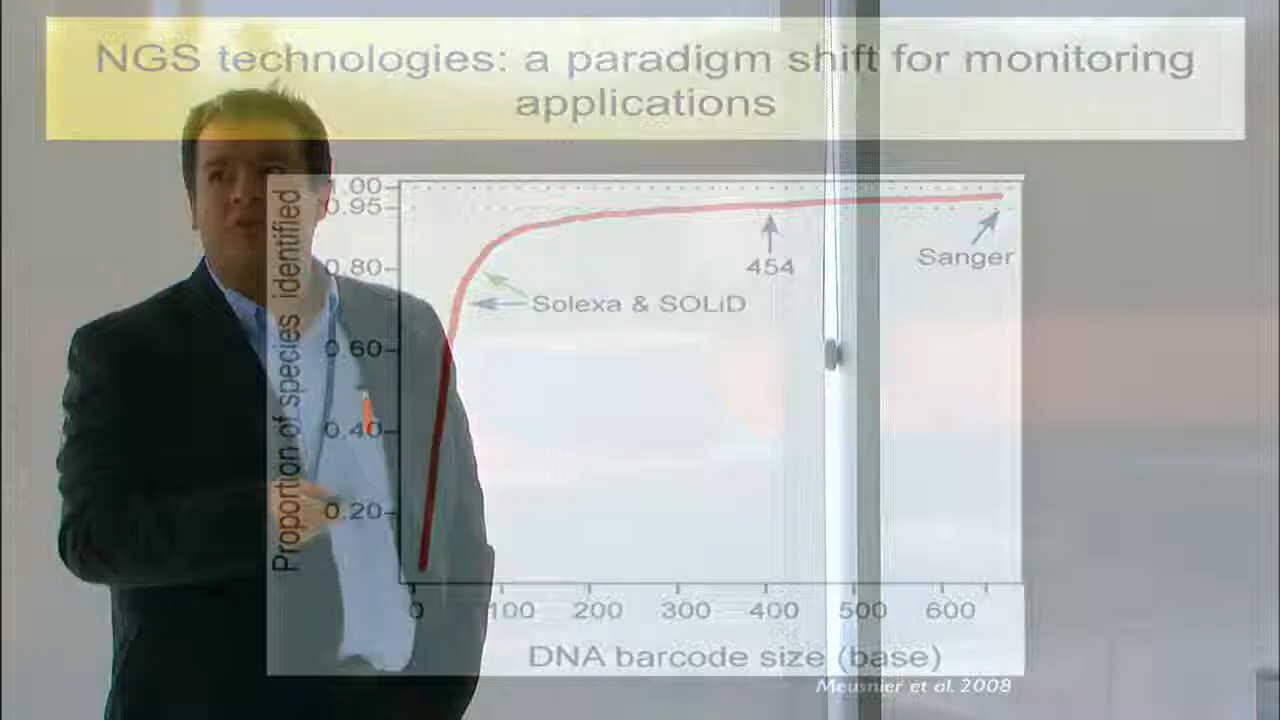 NGS technologies: a paradigm shift for monitoring
applications
Proportion of species identified
1.00
0.95
0.80
0.60
0.40
0.20
454
Sanger
Solexa & SOLiD
0 100 200 300 400 500 600
DNA barcode size (base)
Meusnier et al. 2008